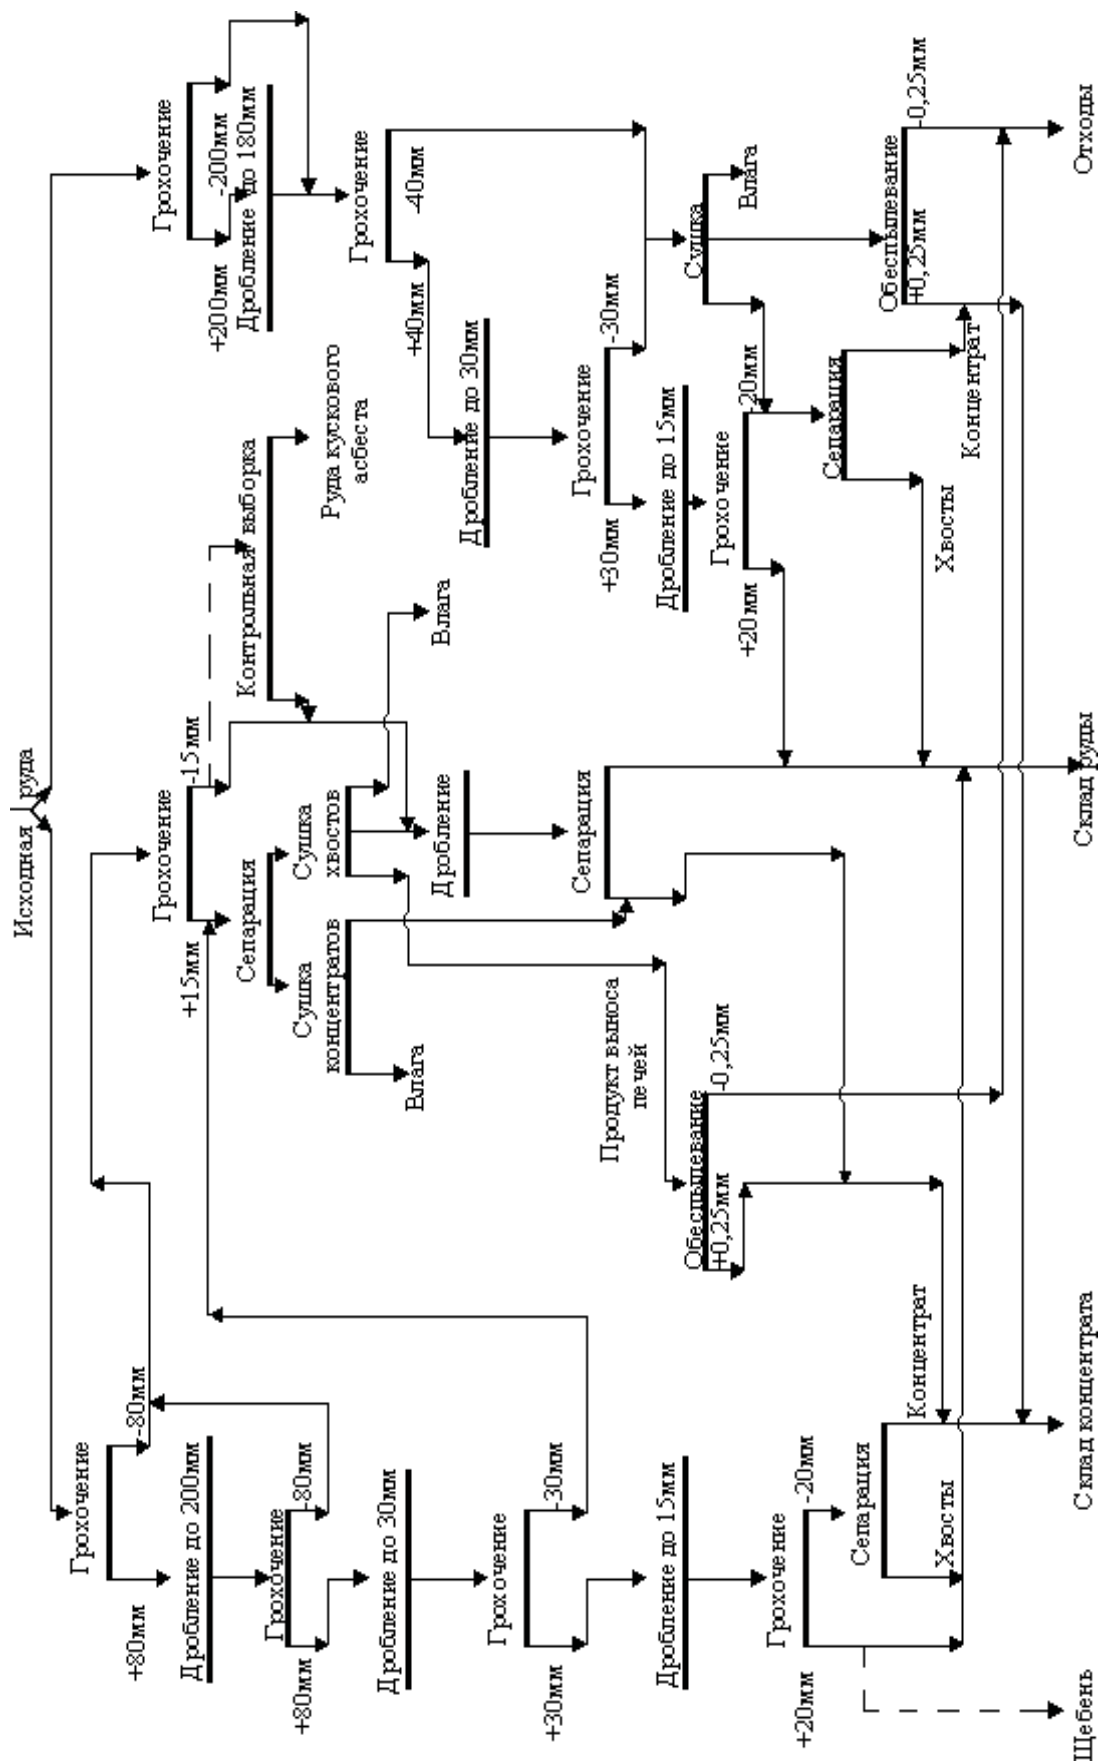 Исходная руда
Грохочение
+80мм
-80мм
Грохочение
-15мм
Грохочение
Дробление до 200мм
+15мм
+200мм
-200мм
Сепарация
Контрольная выборка
Дробление до 180мм
Грохочение
+80мм
-80мм
Сушка
концентратов
Сушка
хвостов
Руда кускового
асбеста
Грохочение
Дробление до 30мм
Влага
Влага
+40мм
-40мм
Дробление
Дробление до 30мм
Грохочение
+30мм
-30мм
Сепарация
Грохочение
Продукт выноса
печей
+30мм
-30мм
Дробление до 15мм
Дробление до 15мм
Обеспылевание
+0,25мм
-0,25мм
Сушка
Влага
Грохочение
+20мм
-20мм
Грохочение
+20мм
-20мм
Сепарация
Сепарация
Обеспылевание
+0,25мм
-0,25мм
Концентрат
Хвосты
Хвосты
Концентрат
Щебень
Склад концентрата
Склад руды
Отходы